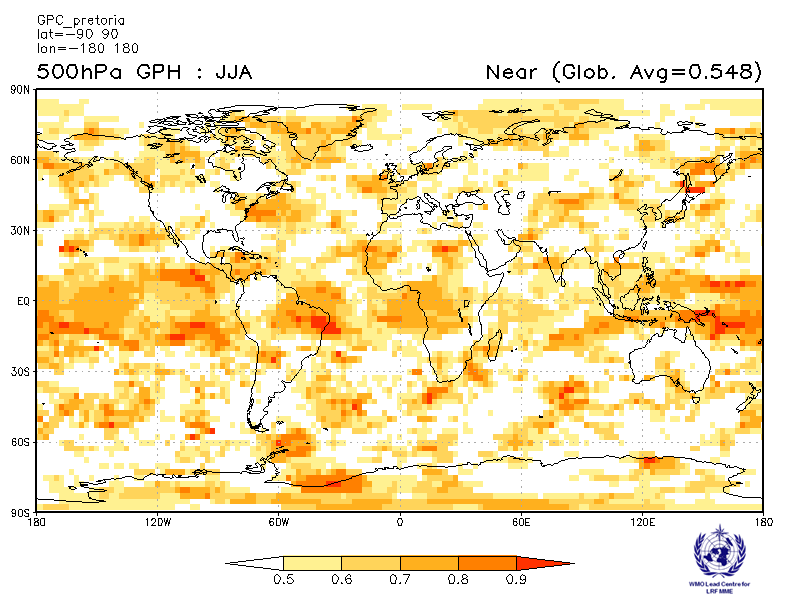 GPC_pretoria
lat=-90 90
lon=-180 180
500hPa GPH : JJA Near (Glob. Avg=0.548)
90N
60N
30N
EQ
30S
60S
90S
180 120W 60W 0 60E 120E 180
0.5 0.6 0.7 0.8 0.9
WMO Lead Centre for
LRF MME